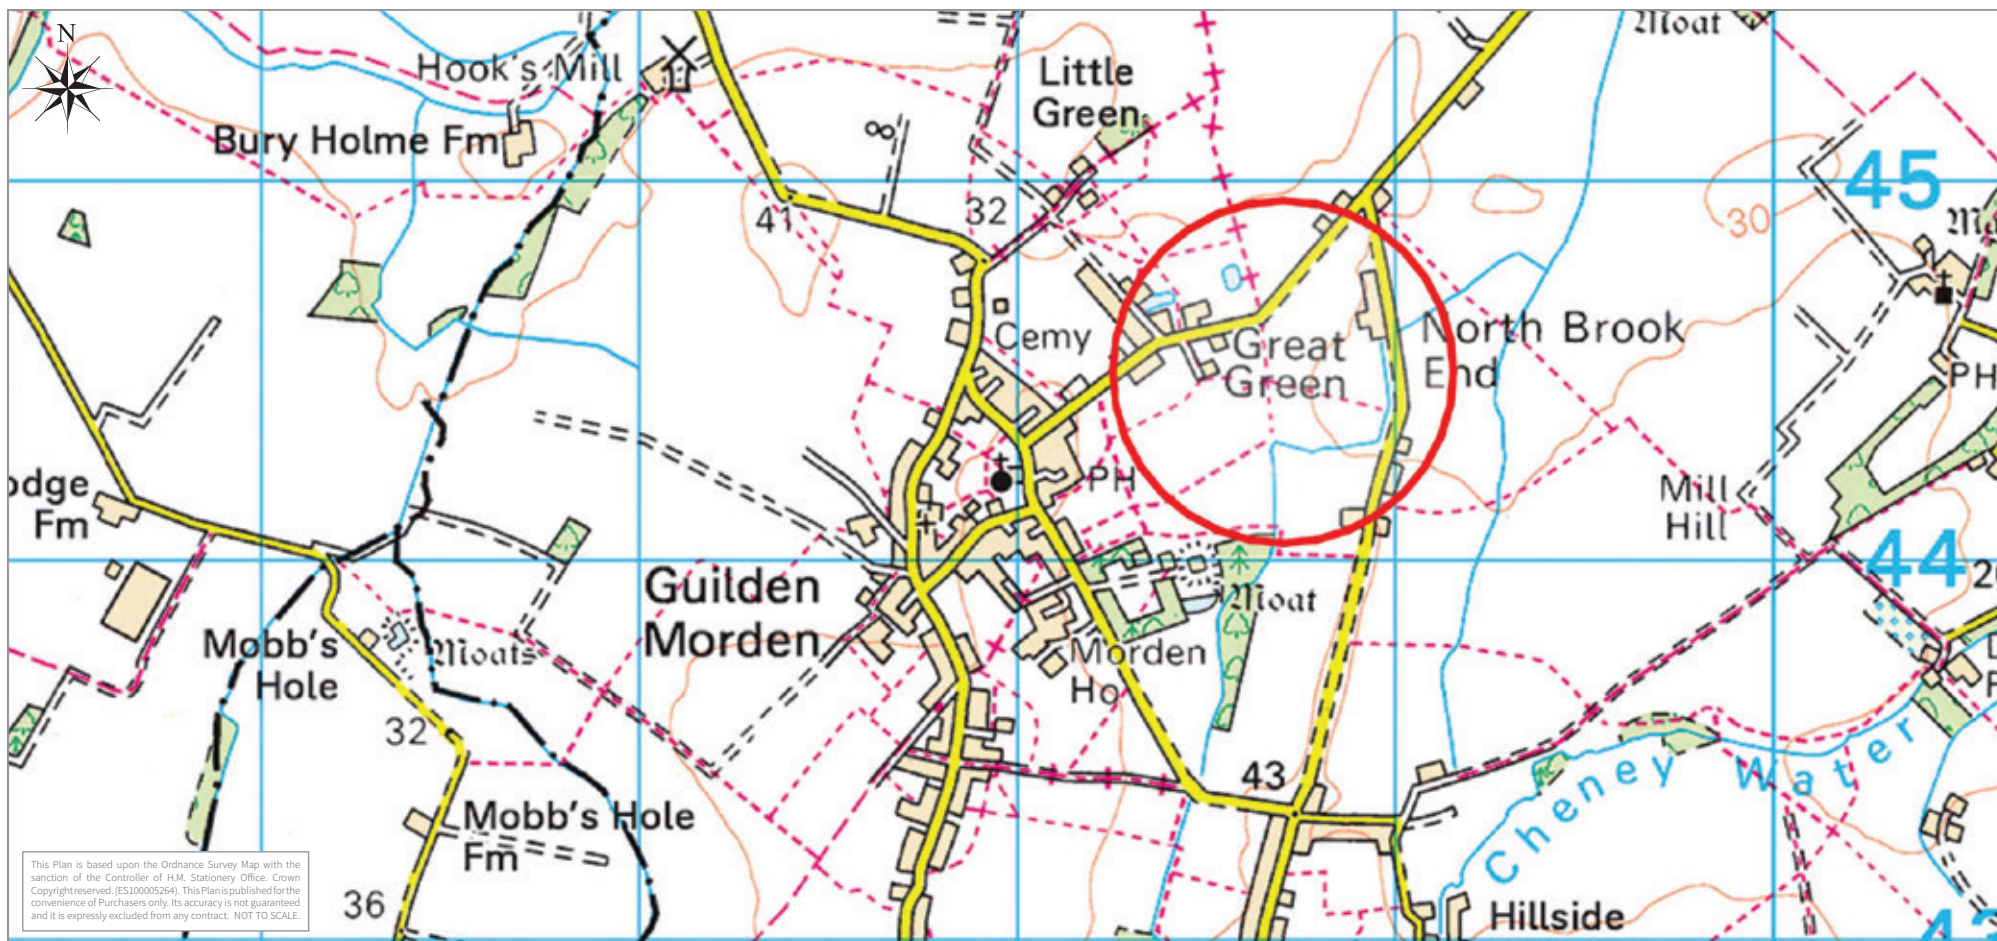 N
Moat
Hook's Mill
Little
Green
Bury Holme Fm
45
41
32
30
Cemy
Great
Green
North Brook
End
PH
PH
Mill
Hill
Fm
44
Guilden
Morden
Moat
Mobb's
Hole
Moats
Morden
Ho
32
43
Cheney Water
Mobb's Hole
Fm
36
Hillside
This Plan is based upon the Ordnance Survey Map with the
sanction of the Controller of H.M. Stationery Office. Crown
Copyright reserved. (ES100005264). This Plan is published for the
convenience of Purchasers only. Its accuracy is not guaranteed
and it is expressly excluded from any contract. NOT TO SCALE.